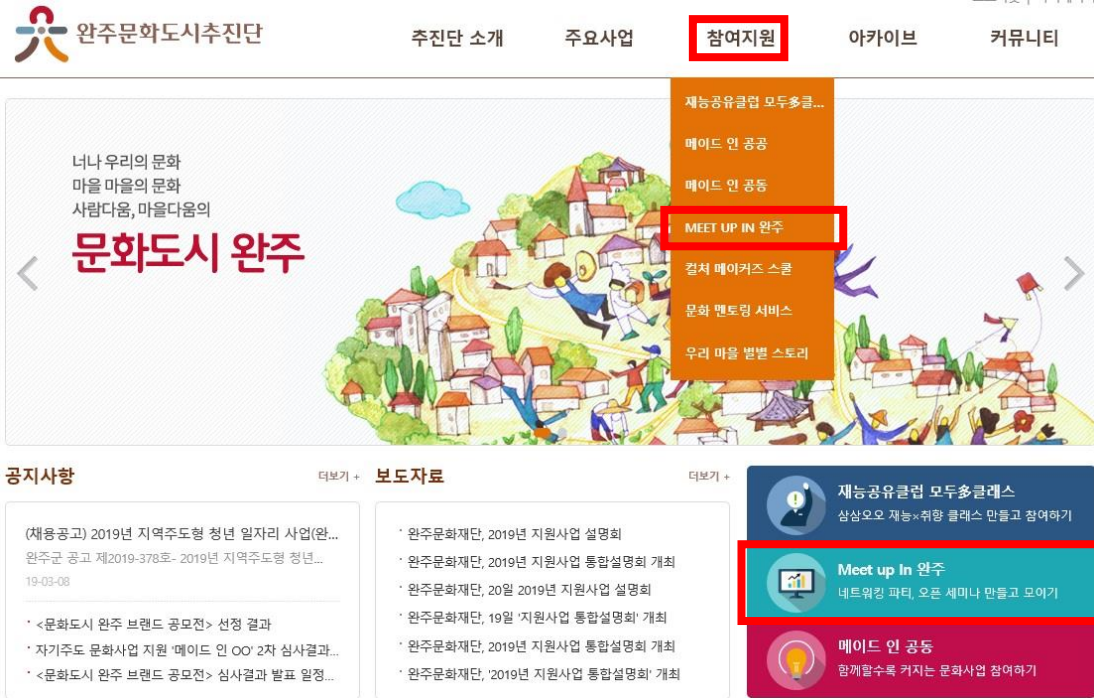 완주문화도시추진단
추진단 소개
주요사업
참여지원
아카이브
커뮤니티
재능공유클럽 모두多클...
메이드 인 공공
메이드 인 공동
MEET UP IN 완주
컬처 메이커즈 스쿨
문화 멘토링 서비스
우리 마을 별별 스토리
너나 우리의 문화
마을 마을의 문화
사람다움, 마을다움의
문화도시 완주
공지사항
더보기 +
(채용공고) 2019년 지역주도형 청년 일자리 사업(완...
완주군 공고 제2019-378호- 2019년 지역주도형 청년...
19-03-08
<문화도시 완주 브랜드 공모전> 선정 결과
자기주도 문화사업 지원 '메이드 인 OO' 2차 심사결과...
<문화도시 완주 브랜드 공모전> 심사결과 발표 일정...
보도자료
더보기 +
완주문화재단, 2019년 지원사업 설명회
완주문화재단, 2019년 지원사업 통합설명회 개최
완주문화재단, 20일 2019년 지원사업 설명회
완주문화재단, 19일 '지원사업 통합설명회' 개최
완주문화재단, 2019년 지원사업 통합설명회 개최
완주문화재단, '2019년 지원사업 통합설명회' 개최
재능공유클럽 모두多클래스
삼삼오오 재능×취향 클래스 만들고 참여하기
Meet up In 완주
네트워킹 파티, 오픈 세미나 만들고 모이기
메이드 인 공동
함께할수록 커지는 문화사업 참여하기